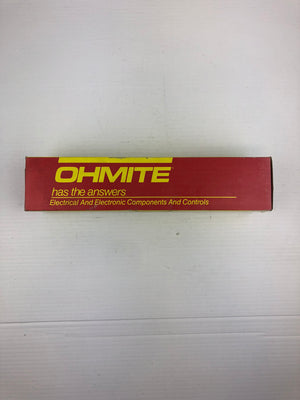 OHMITE
has the answers
Electrical And Electronic Components And Controls